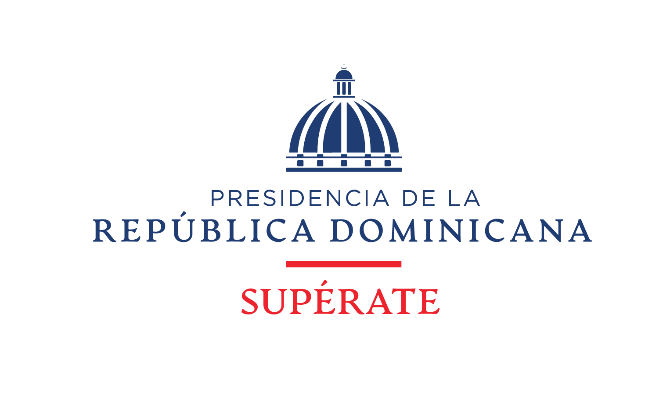 PRESIDENCIA DE LA
REPÚBLICA DOMINICANA
SUPÉRATE